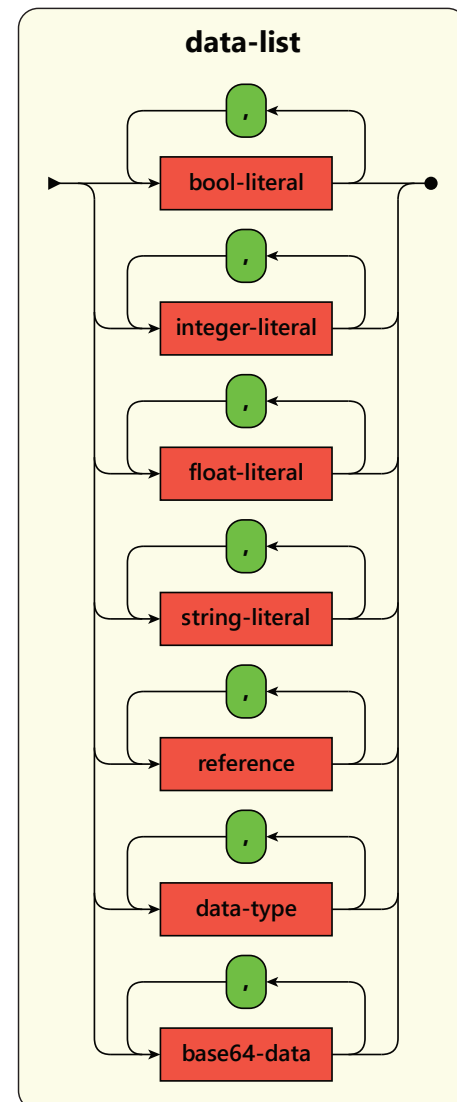 data-list
,
bool-literal
,
integer-literal
,
float-literal
,
string-literal
,
reference
,
data-type
,
base64-data